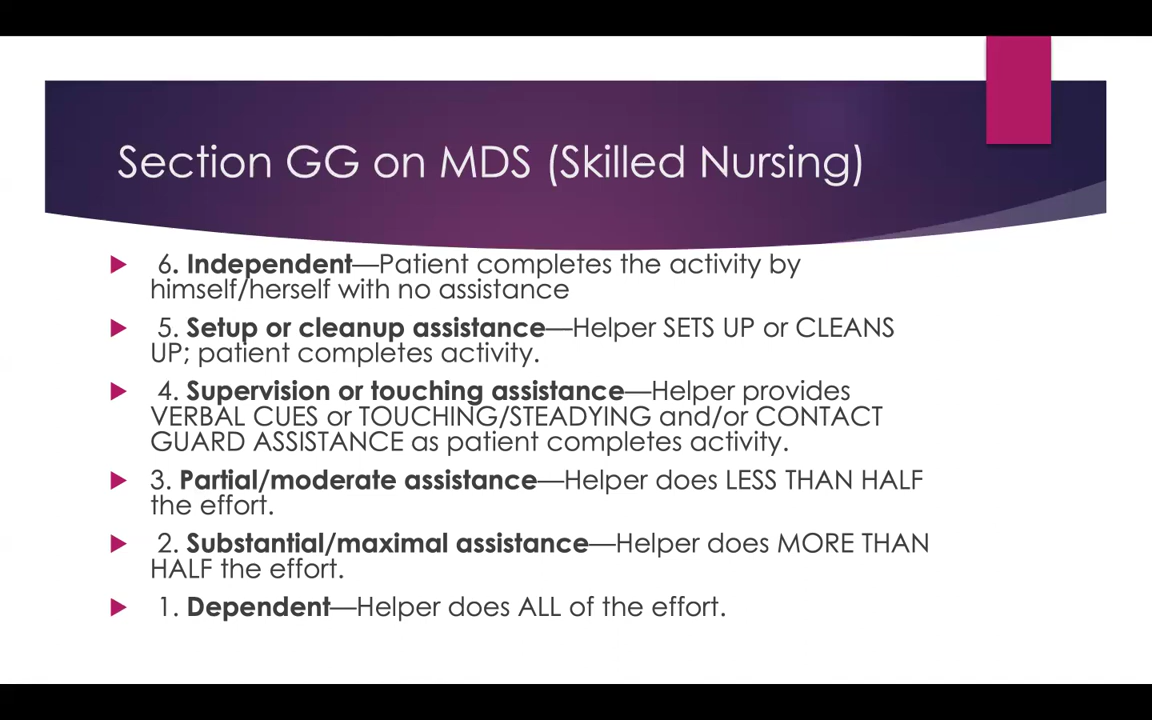 Section GG on MDS (Skilled Nursing)
6. Independent—Patient completes the activity by
himself/herself with no assistance
5. Setup or cleanup assistance—Helper SETS UP or CLEANS
UP; patient completes activity.
4. Supervision or touching assistance—Helper provides
VERBAL CUES or TOUCHING/STEADYING and/or CONTACT
GUARD ASSISTANCE as patient completes activity.
3. Partial/moderate assistance—Helper does LESS THAN HALF
the effort.
2. Substantial/maximal assistance—Helper does MORE THAN
HALF the effort.
1. Dependent—Helper does ALL of the effort.